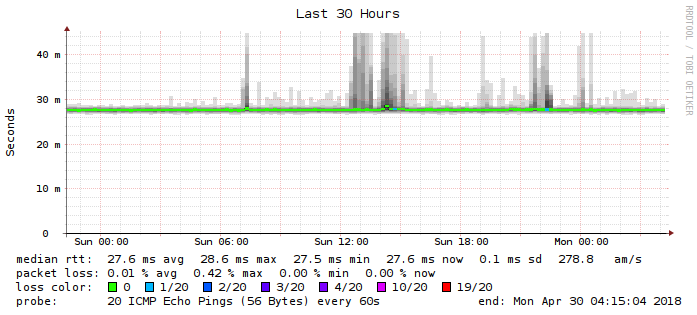 Last 30 Hours
RRDTOOL / TOBI OETIKER
Seconds
40 m
30 m
20 m
10 m
0
Sun 00:00 Sun 06:00 Sun 12:00 Sun 18:00 Mon 00:00
median rtt: 27.6 ms avg 28.6 ms max 27.5 ms min 27.6 ms now 0.1 ms sd 278.8 am/s
packet loss: 0.01 % avg 0.42 % max 0.00 % min 0.00 % now
loss color: 0 1/20 2/20 3/20 4/20 10/20 19/20
probe: 20 ICMP Echo Pings (56 Bytes) every 60s end: Mon Apr 30 04:15:04 2018